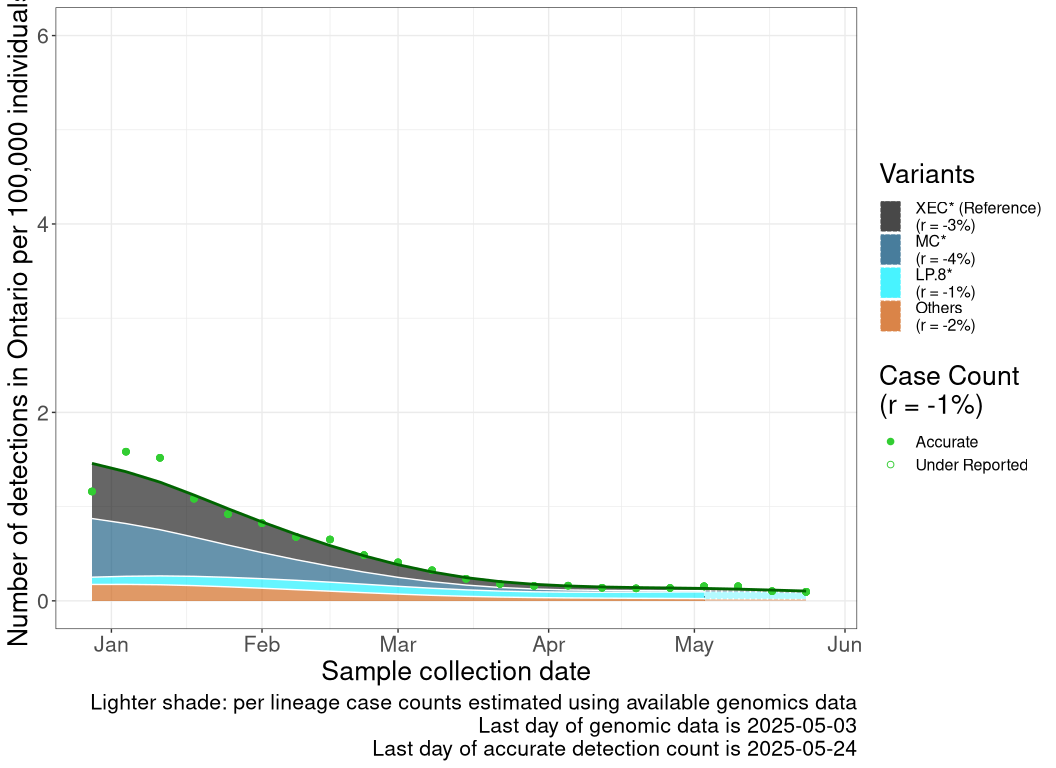 Number of detections in Ontario per 100,000 individuals
6
4
2
0
Jan Feb Mar Apr May Jun
Sample collection date
Variants
XEC* (Reference)
(r = -3%)
MC*
(r = -4%)
LP.8*
(r = -1%)
Others
(r = -2%)
Case Count
(r = -1%)
Accurate
Under Reported
Lighter shade: per lineage case counts estimated using available genomics data
Last day of genomic data is 2025-05-03
Last day of accurate detection count is 2025-05-24